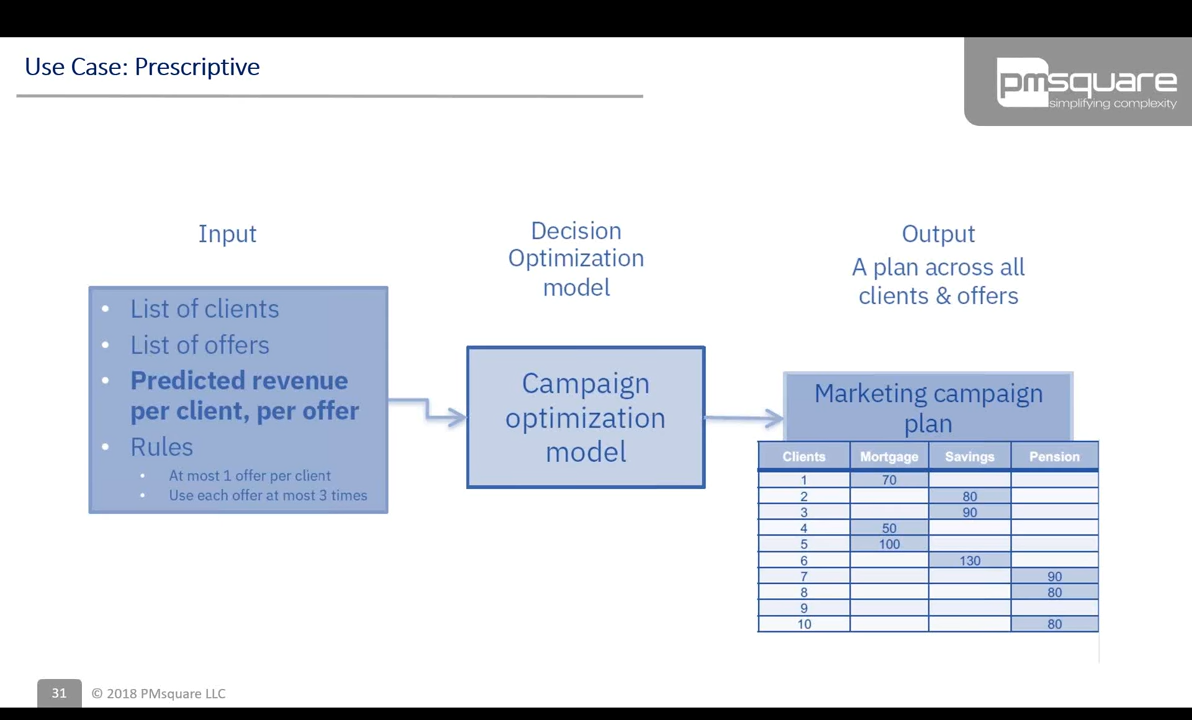 Use Case: Prescriptive
pmsquare
simplifying complexity
Input
• List of clients
• List of offers
• Predicted revenue
per client, per offer
• Rules
• At most 1 offer per client
• Use each offer at most 3 times
Decision
Optimization
model
Campaign
optimization
model
Output
A plan across all
clients & offers
Marketing campaign
plan
Clients Mortgage Savings Pension
1 70
2 80
3 90
4 50
5 100
6 130
7 90
8 80
9
10 80
31 © 2018 PMsquare LLC